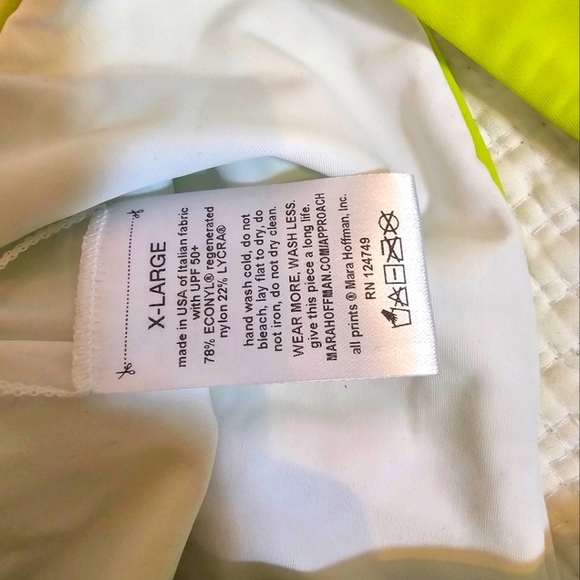 X-LARGE
made in USA of Italian fabric
with UPF 50+
78% ECONYL® regenerated
nylon 22% LYCRA®
hand wash cold, do not
bleach, lay flat to dry, do
not iron, do not dry clean.
WEAR MORE. WASH LESS.
give this piece a long life.
MARAHOFFMAN.COM/APPROACH
all prints ® Mara Hoffman, Inc.
RN 124749